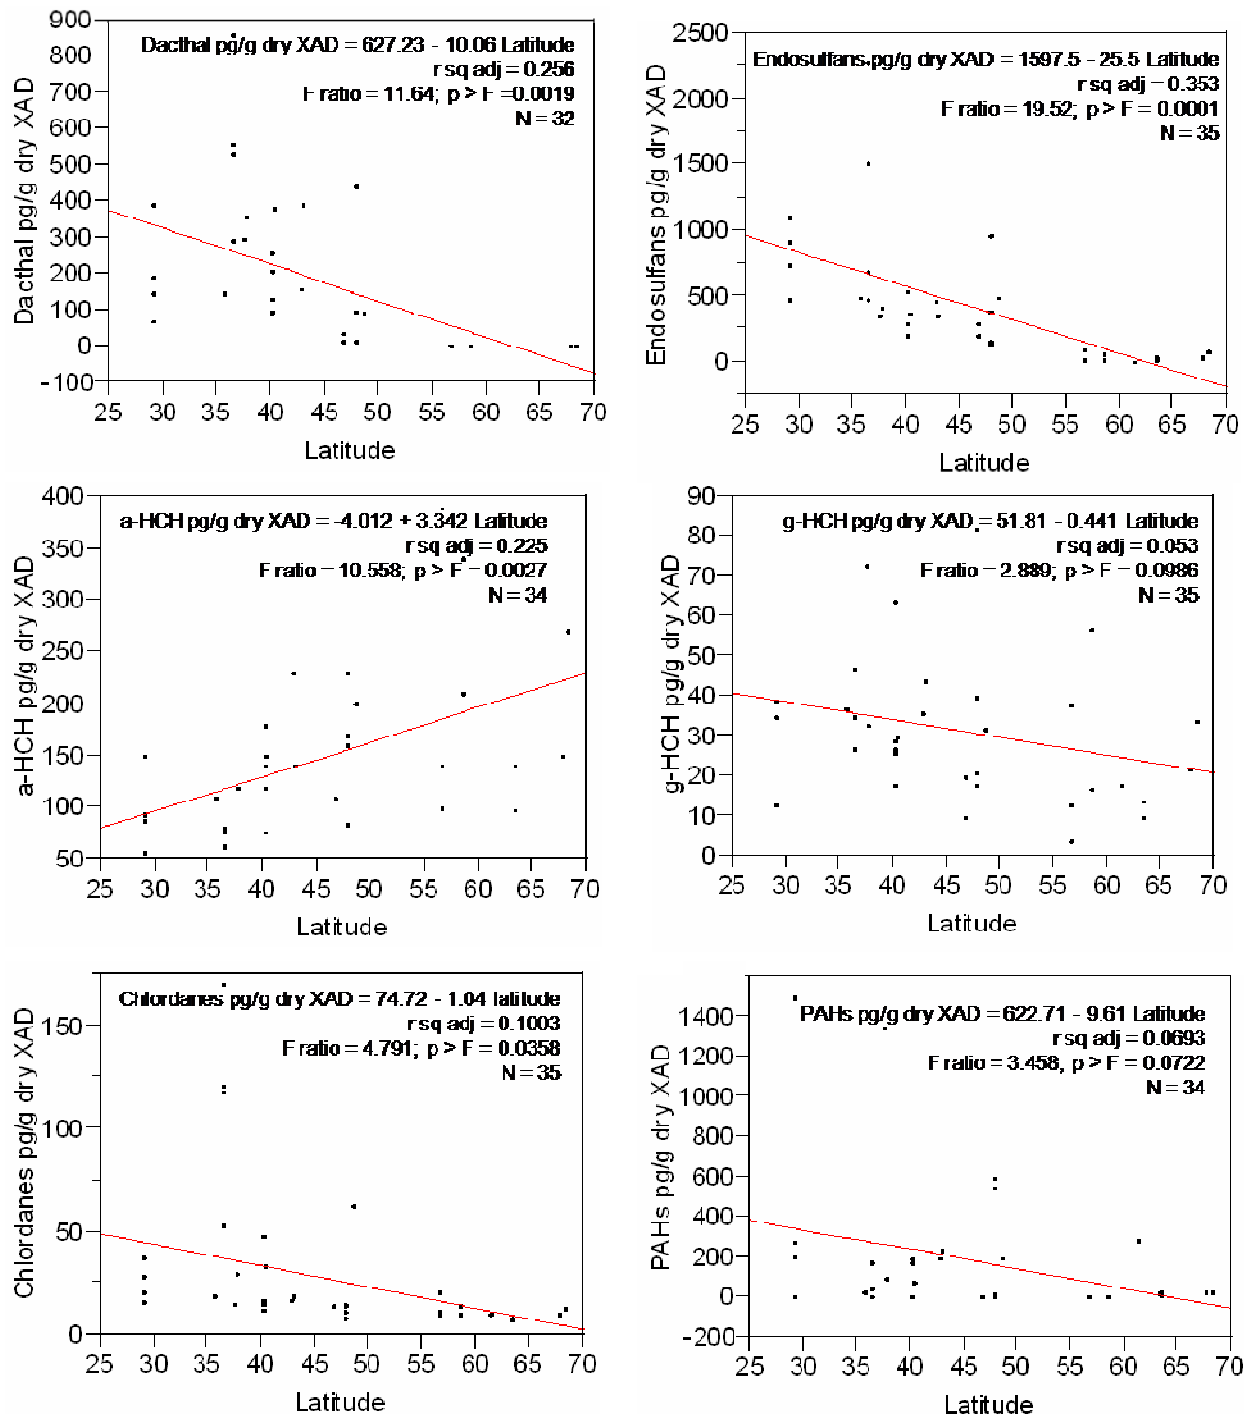 Dacthal pg/g dry XAD = 627.23 - 10.06 Latitude
r sq adj = 0.256
F ratio = 11.64; p > F =0.0019
N = 32
Dacthal pg/g dry XAD
900
800
700
600
500
400
300
200
100
0
-100
25 30 35 40 45 50 55 60 65 70
Latitude
Endosulfans pg/g dry XAD = 1597.5 - 25.5 Latitude
r sq adj = 0.353
F ratio = 19.52; p > F = 0.0001
N = 35
Endosulfans pg/g dry XAD
2500
2000
1500
1000
500
0
25 30 35 40 45 50 55 60 65 70
Latitude
a-HCH pg/g dry XAD = -4.012 + 3.342 Latitude
r sq adj = 0.225
F ratio = 10.558; p > F = 0.0027
N = 34
a-HCH pg/g dry XAD
400
350
300
250
200
150
100
50
25 30 35 40 45 50 55 60 65 70
Latitude
g-HCH pg/g dry XAD = 51.81 - 0.441 Latitude
r sq adj = 0.053
F ratio = 2.889; p > F = 0.0986
N = 35
g-HCH pg/g dry XAD
90
80
70
60
50
40
30
20
10
0
25 30 35 40 45 50 55 60 65 70
Latitude
Chlordanes pg/g dry XAD = 74.72 - 1.04 latitude
r sq adj = 0.1003
F ratio = 4.791; p > F = 0.0358
N = 35
Chlordanes pg/g dry XAD
150
100
50
0
25 30 35 40 45 50 55 60 65 70
Latitude
PAHs pg/g dry XAD = 622.71 - 9.61 Latitude
r sq adj = 0.0693
F ratio = 3.458, p > F = 0.0722
N = 34
PAHs pg/g dry XAD
1400
1200
1000
800
600
400
200
0
-200
25 30 35 40 45 50 55 60 65 70
Latitude